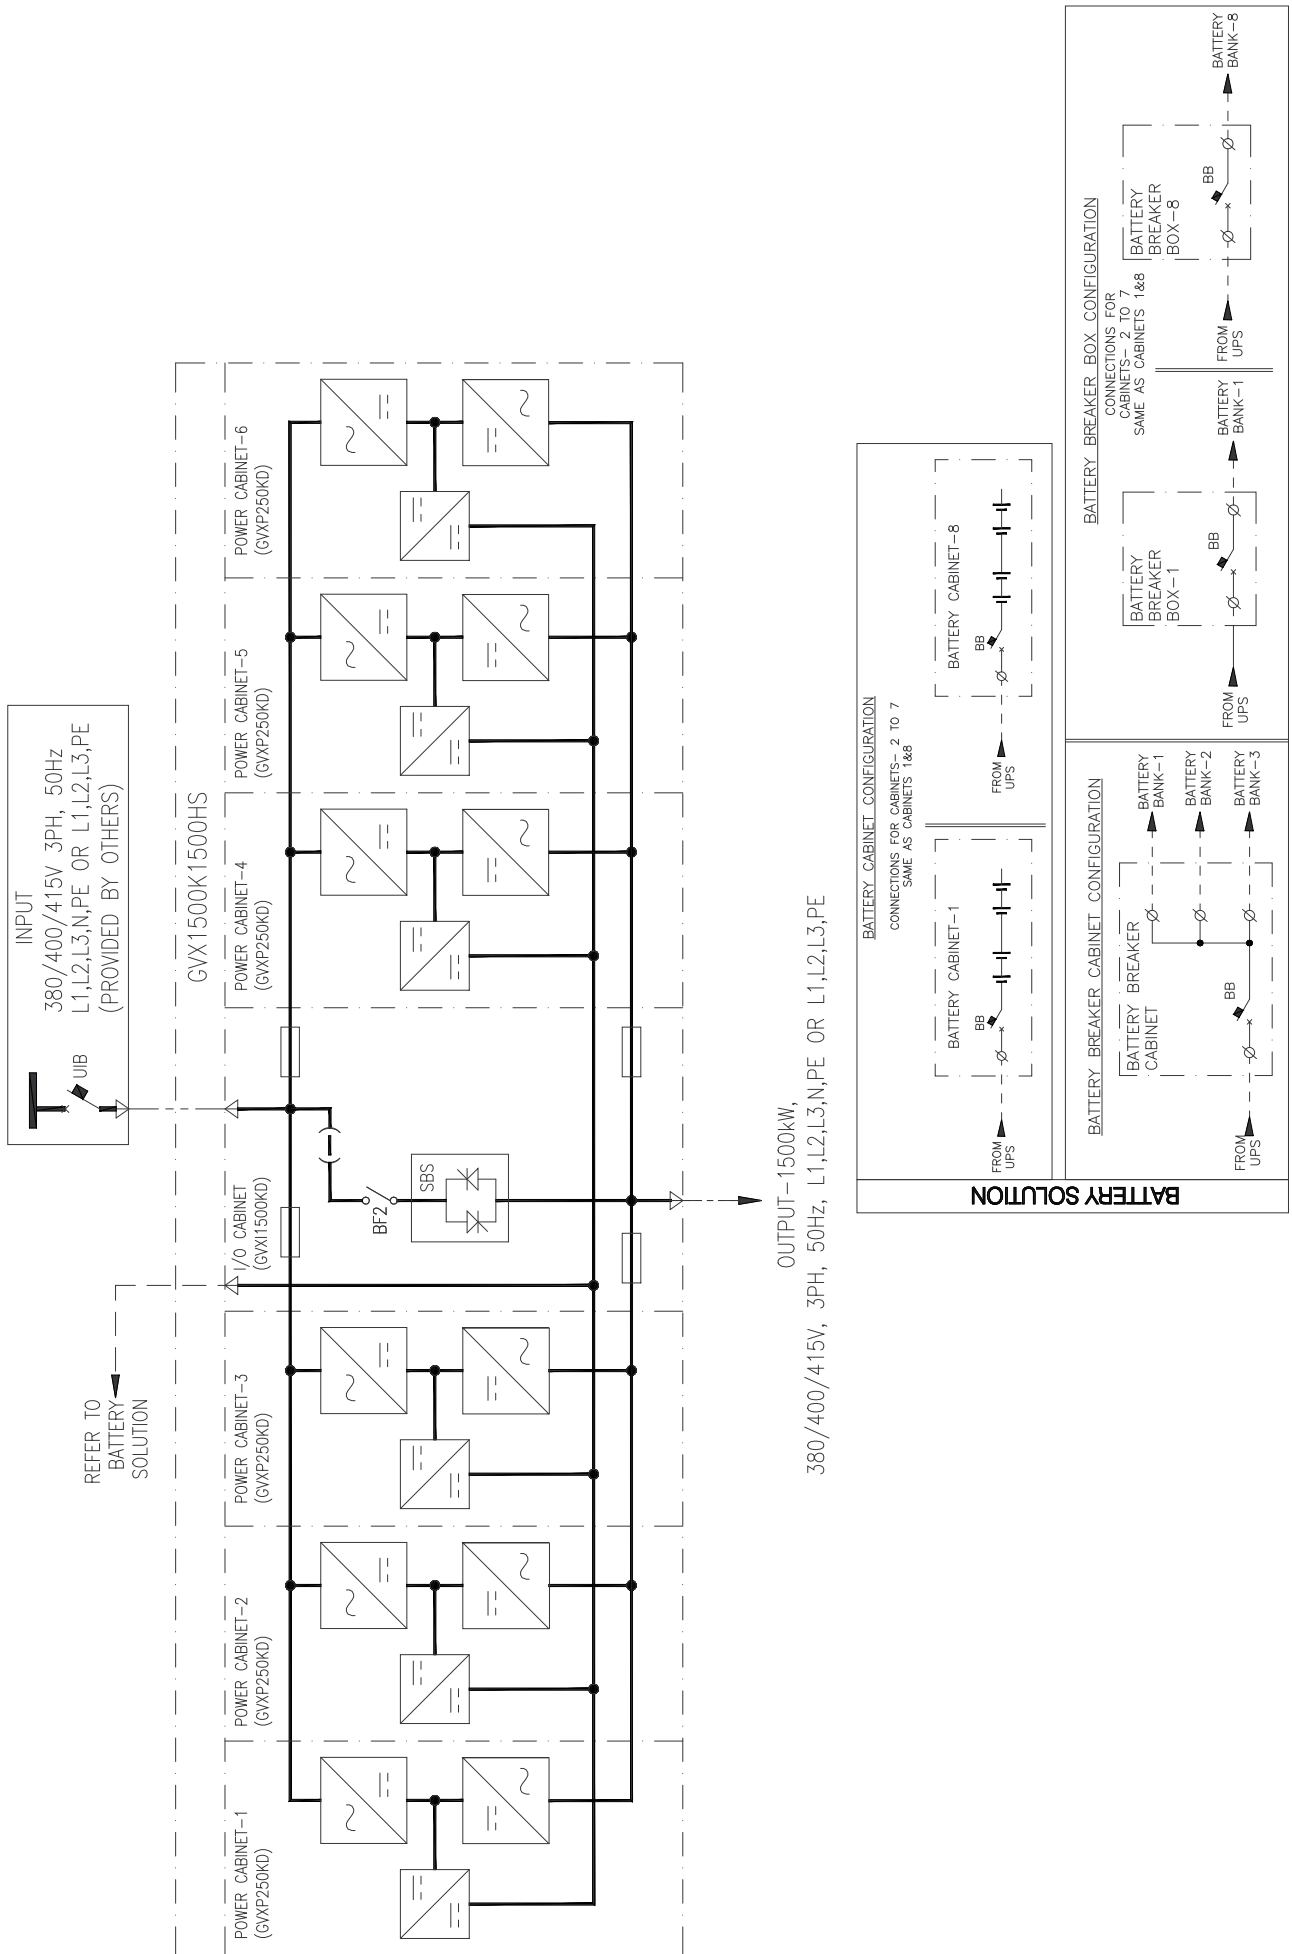 INPUT
380/400/415V 3PH, 50Hz
L1,L2,L3,N,PE OR L1,L2,L3,PE
(PROVIDED BY OTHERS)
UIB
REFER TO
BATTERY
SOLUTION
GVX1500K1500HS
POWER CABINET-1
(GVXP250KD)
POWER CABINET-2
(GVXP250KD)
POWER CABINET-3
(GVXP250KD)
I/O CABINET
(GVXI1500KD)
POWER CABINET-4
(GVXP250KD)
POWER CABINET-5
(GVXP250KD)
POWER CABINET-6
(GVXP250KD)
BF2
SBS
OUTPUT-1500kW,
380/400/415V, 3PH, 50Hz, L1,L2,L3,N,PE OR L1,L2,L3,PE
BATTERY SOLUTION
BATTERY CABINET CONFIGURATION
CONNECTIONS FOR CABINETS- 2 TO 7
SAME AS CABINETS 1&8
BATTERY CABINET-1
BB
FROM
UPS
BATTERY CABINET-8
BB
FROM
UPS
BATTERY BREAKER CABINET CONFIGURATION
BATTERY BREAKER
CABINET
BB
FROM
UPS
BATTERY
BANK-1
BATTERY
BANK-2
BATTERY
BANK-3
BATTERY BREAKER BOX CONFIGURATION
CONNECTIONS FOR
CABINETS- 2 TO 7
SAME AS CABINETS 1&8
BATTERY
BREAKER
BOX-1
BB
FROM
UPS
BATTERY
BANK-1
BATTERY
BREAKER
BOX-8
BB
FROM
UPS
BATTERY
BANK-8